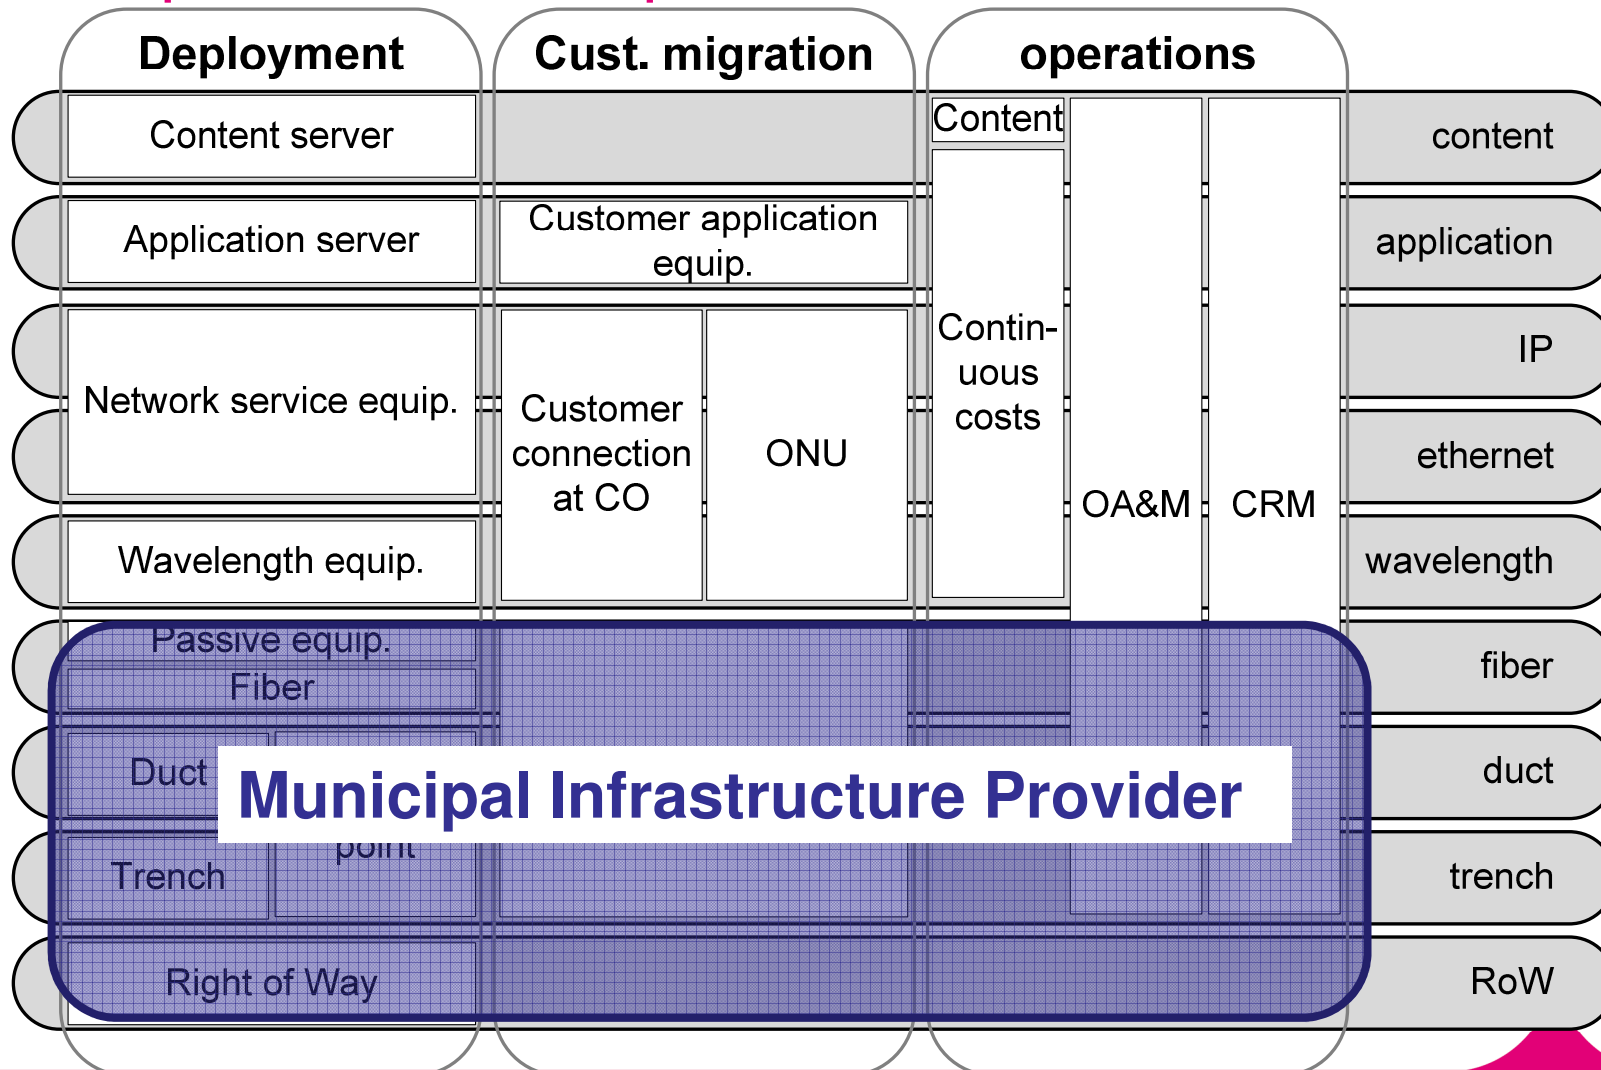 Deployment
Cust. migration
operations
Content server
Content
content
Application server
Customer application
equip.
application
Network service equip.
Customer
connection
at CO
ONU
Contin-
uous
costs
OA&M
CRM
IP
ethernet
Wavelength equip.
wavelength
Passive equip.
Fiber
fiber
Duct
Municipal Infrastructure Provider
duct
point
Trench
trench
Right of Way
RoW